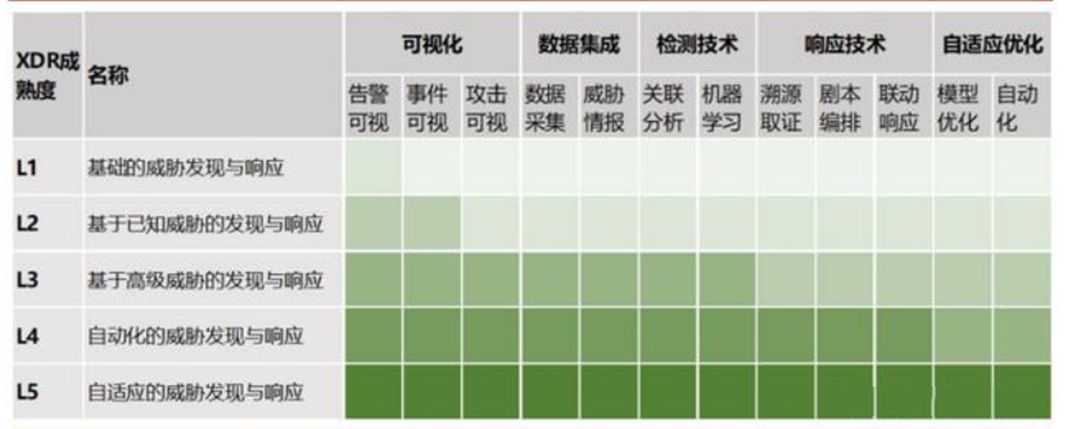 XDR成熟度 名称 可视化 数据集成 检测技术 响应技术 自适应优化
告警可视 事件可视 攻击可视 数据采集 威胁情报 关联分析 机器学习 溯源取证 剧本编排 联动响应 模型优化 自动化
L1 基础的威胁发现与响应
L2 基于已知威胁的发现与响应
L3 基于高级威胁的发现与响应
L4 自动化的威胁发现与响应
L5 自适应的威胁发现与响应